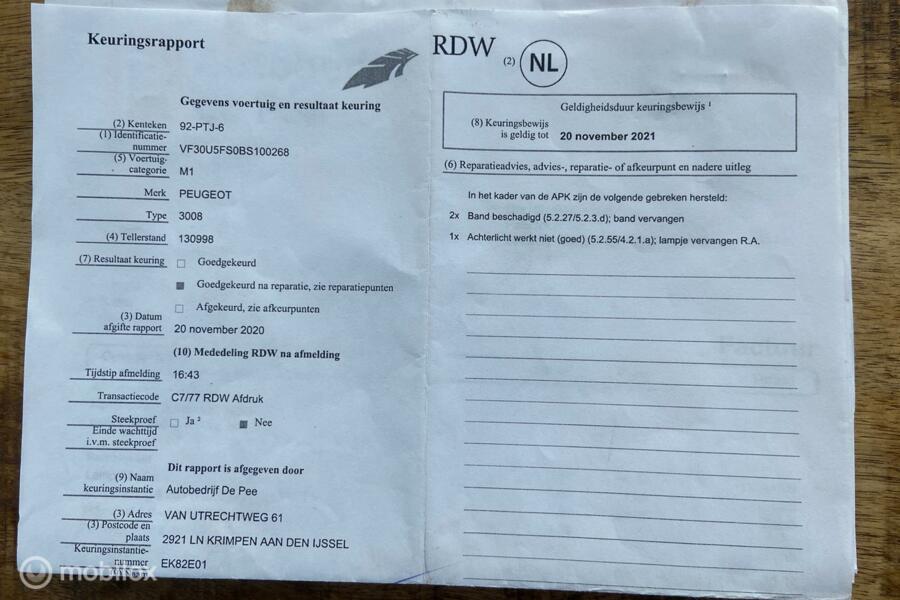 Keuringsrapport
Gegevens voertuig en resultaat keuring
(2) Kenteken 92-PTJ-6
(1) Identificatie-
nummer VF30U5FS0BS100268
(5) Voertuig-
categorie M1
Merk PEUGEOT
Type 3008
(4) Tellerstand 130998
(7) Resultaat keuring Goedgekeurd
Goedgekeurd na reparatie, zie reparatiepunten
Afgekeurd, zie afkeurpunten
(3) Datum
afgifte rapport 20 november 2020
(10) Mededeling RDW na afmelding
Tijdstip afmelding 16:43
Transactiecode C7/77 RDW Afdruk
Steekproef Ja 2 Nee
Einde wachttijd
i.v.m. steekproef
Dit rapport is afgegeven door
(9) Naam
keuringsinstantie Autobedrijf De Pee
(3) Adres VAN UTRECHTWEG 61
(3) Postcode en
plaats 2921 LN KRIMPEN AAN DEN IJSSEL
Keuringsinstantie-
nummer EK82E01
RDW (2) NL
Geldigheidsduur keuringsbewijs 1
(8) Keuringsbewijs
is geldig tot 20 november 2021
(6) Reparatieadvies, advies-, reparatie- of afkeurpunt en nadere uitleg
In het kader van de APK zijn de volgende gebreken hersteld:
2x Band beschadigd (5.2.27/5.2.3.d); band vervangen
1x Achterlicht werkt niet (goed) (5.2.55/4.2.1.a); lampje vervangen R.A.
mobilox